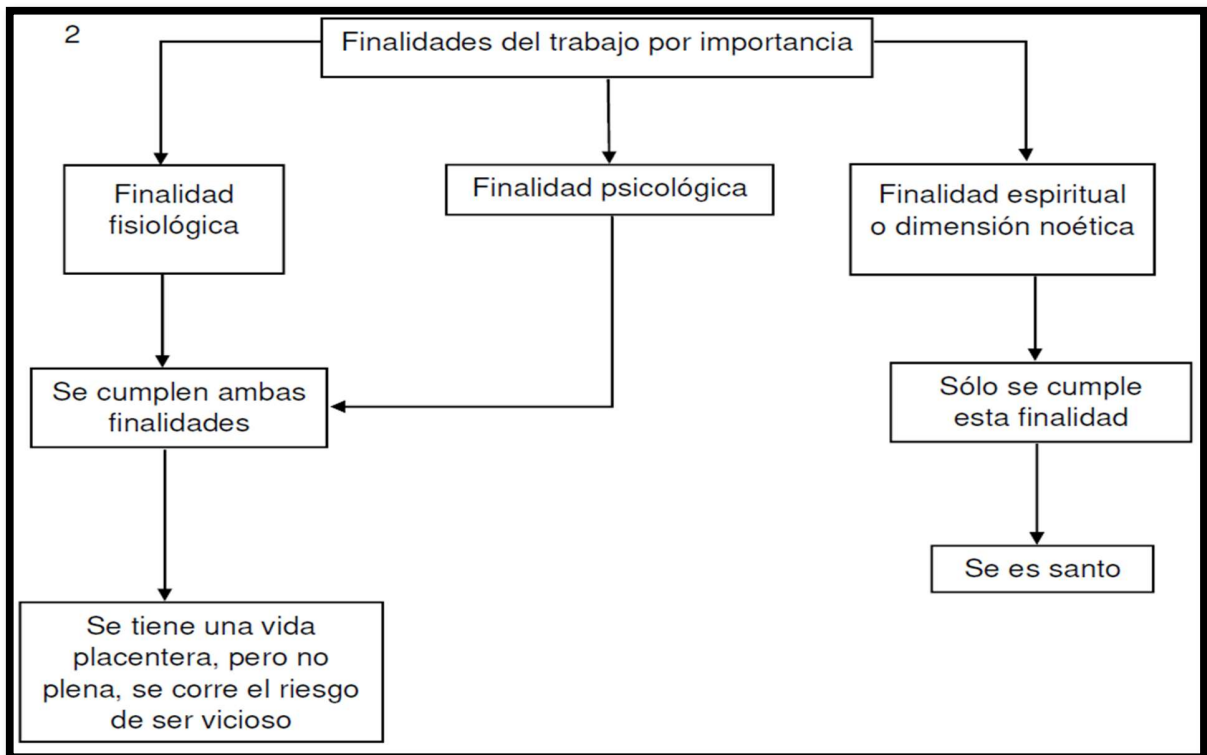 2
Finalidades del trabajo por importancia
Finalidad
fisiológica
Finalidad psicológica
Finalidad espiritual
o dimensión noética
Se cumplen ambas
finalidades
Sólo se cumple
esta finalidad
Se es santo
Se tiene una vida
placentera, pero no
plena, se corre el riesgo
de ser vicioso